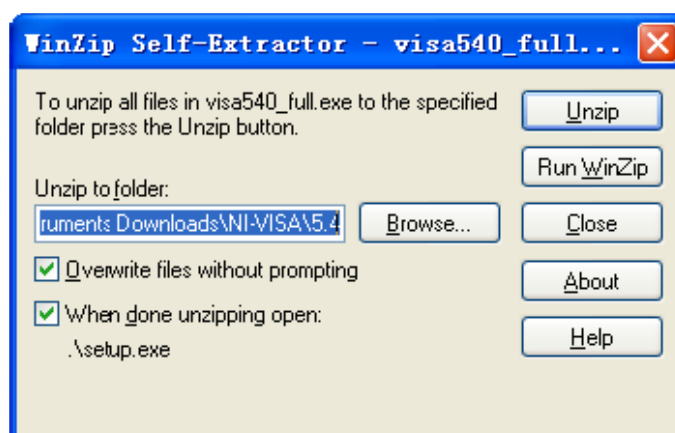 WinZip Self-Extractor - visa540_full...
To unzip all files in visa540_full.exe to the specified
folder press the Unzip button.
Unzip to folder:
ruments Downloads\NI-VISA\5.4
Browse...
Overwrite files without prompting
When done unzipping open:
.\setup.exe
Unzip
Run WinZip
Close
About
Help